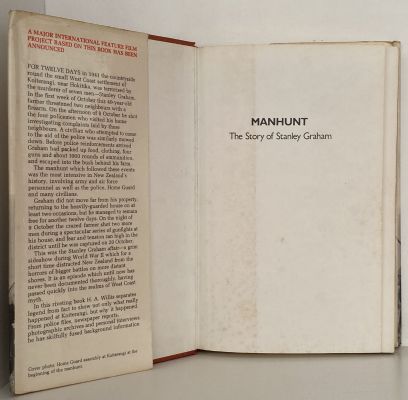 A MAJOR INTERNATIONAL FEATURE FILM
PROJECT BASED ON THIS BOOK HAS BEEN
ANNOUNCED
FOR TWELVE DAYS in 1941 the countryside
round the small West Coast settlement of
Koiterangi, near Hokitika, was terrorised by
the murderer of seven men—Stanley Graham.
In the first week of October this 40-year-old
farmer threatened two neighbours with a
firearm. On the afternoon of 8 October he shot
the four policemen who visited his home
investigating complaints laid by those
neighbours. A civilian who attempted to come
to the aid of the police was similarly mowed
down. Before police reinforcements arrived
Graham had packed up food, clothing, four
guns and about 1000 rounds of ammunition,
and escaped into the bush behind his farm.
The manhunt which followed these events
was the most intensive in New Zealand's
history, involving army and air force
personnel as well as the police, Home Guard
and many civilians.
Graham did not move far from his property,
returning to the heavily-guarded house on at
least two occasions, but he managed to remain
free for another twelve days. On the night of
9 October the crazed farmer shot two more
men during a spectacular series of gunfights at
his house, and fear and tension ran high in the
district until he was captured on 20 October.
This was the Stanley Graham affair—a grim
sideshow during World War II which for a
short time distracted New Zealand from the
horrors of bigger battles on more distant
shores. It is an episode which until now has
never been documented thoroughly, having
passed quickly into the realms of West Coast
myth.
In this riveting book H. A. Willis separates
legend from fact to show not only what really
happened at Koiterangi, but why it happened.
From police files, newspaper reports,
photographic archives and personal interviews
he has skilfully fused background information
Cover photo: Home Guard assembly at Koiterangi at the
beginning of the manhunt.
MANHUNT
The Story of Stanley Graham